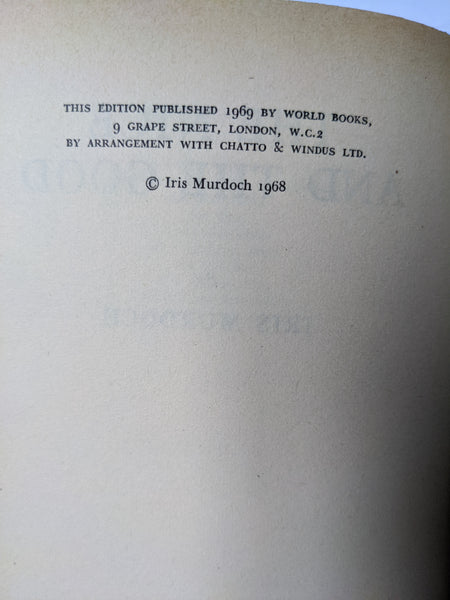 THIS EDITION PUBLISHED 1969 BY WORLD BOOKS,
9 GRAPE STREET, LONDON, W.C.2
BY ARRANGEMENT WITH CHATTO & WINDUS LTD.
© Iris Murdoch 1968